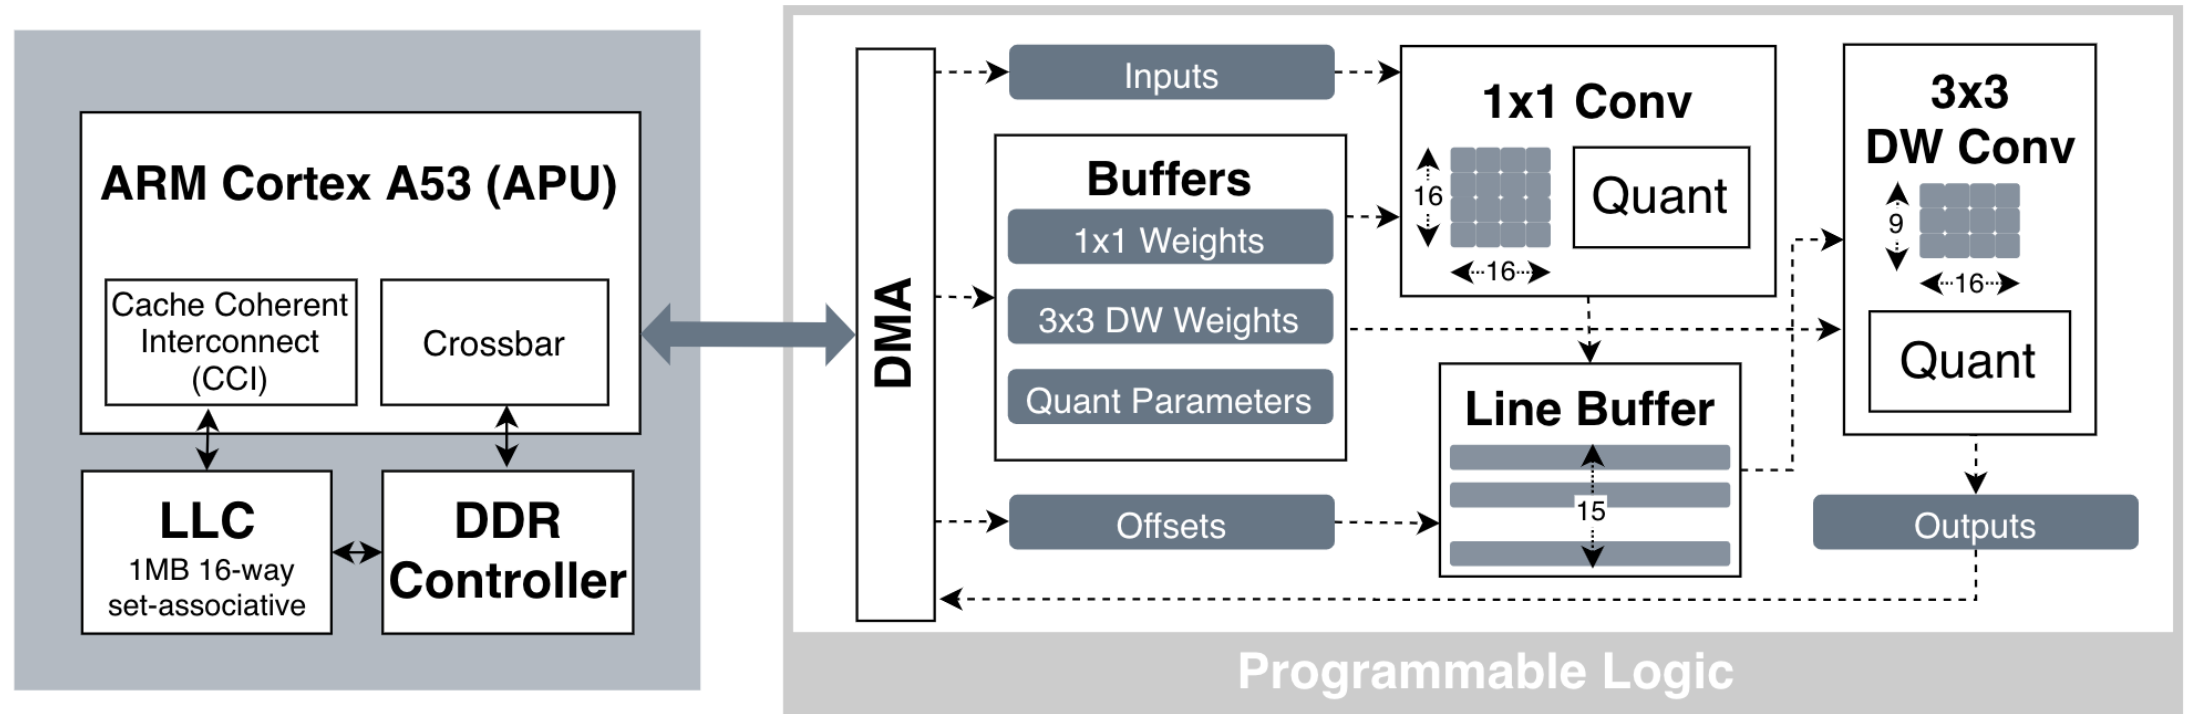 ARM Cortex A53 (APU)
Cache Coherent
Interconnect
(CCI)
Crossbar
LLC
1MB 16-way
set-associative
DDR
Controller
DMA
Inputs
Buffers
1x1 Weights
3x3 DW Weights
Quant Parameters
Offsets
1x1 Conv
16
16
Quant
Line Buffer
15
3x3
DW Conv
9
16
Quant
Outputs
Programmable Logic